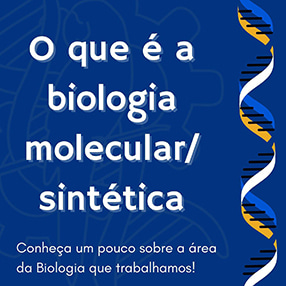 O que é a
biologia
molecular/
sintética
Conheça um pouco sobre a área
da Biologia que trabalhamos!